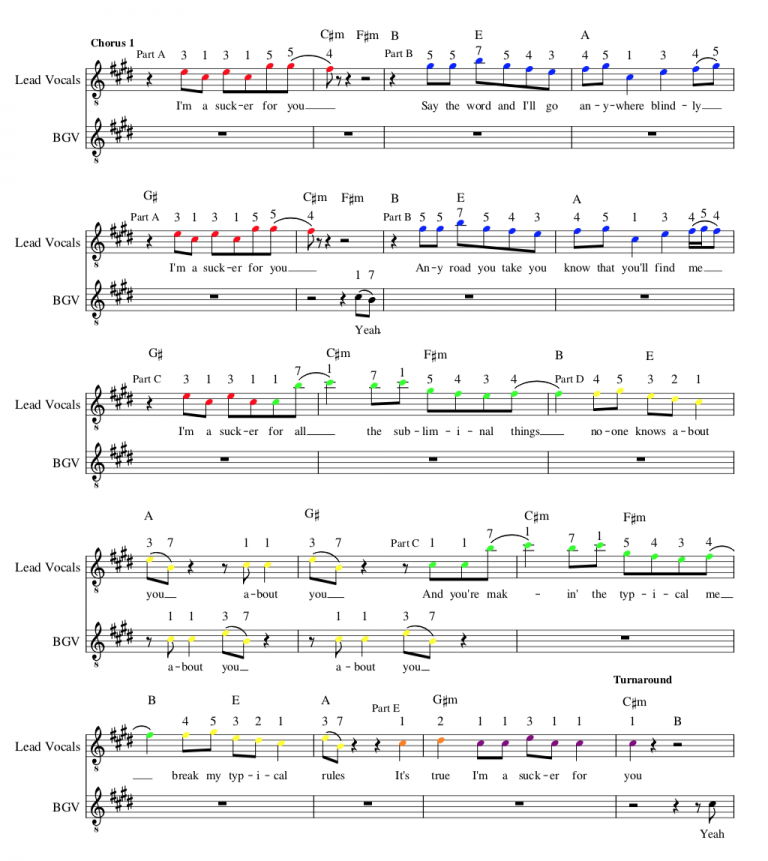 Chorus 1
C♯m F♯m B E A
Part A 3 1 3 1 5 5 4 Part B 5 5 7 5 4 3 4 5 1 3 4 5
Lead Vocals
I'm a suck-er for you Say the word and I'll go an-y-where blind-ly
BGV
G♯ C♯m F♯m B E A
Part A 3 1 3 1 5 5 4 Part B 5 5 7 5 4 3 4 5 1 3 4 5 4
Lead Vocals
I'm a suck-er for you An-y road you take you know that you'll find me
1 7
BGV
Yeah
G♯ C♯m F♯m B E
Part C 3 1 3 1 1 7 1 7 1 5 4 3 4 Part D 4 5 3 2 1
Lead Vocals
I'm a suck-er for all the sub-lim-i-nal things no-one knows a-bout
BGV
A G♯ C♯m F♯m
3 7 1 1 3 7 Part C 1 1 7 1 7 1 5 4 3 4
Lead Vocals
you a-bout you And you're mak - in' the typ-i-cal me
1 1 3 7 1 1 3 7
BGV
a-bout you a-bout you
Turnaround
B E A G♯m C♯m
4 5 3 2 1 3 7 Part E 1 2 1 1 3 1 1 1 B
Lead Vocals
break my typ-i-cal rules It's true I'm a suck-er for you
BGV
Yeah